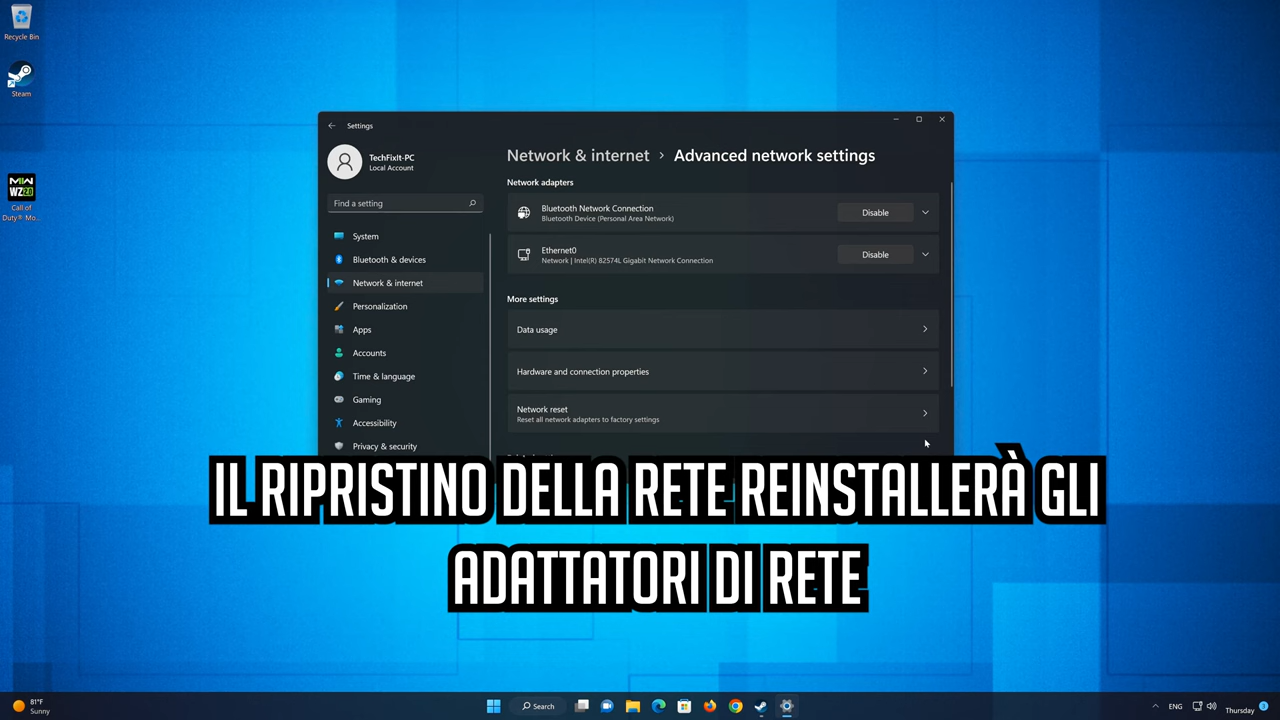 Recycle Bin
Steam
MW
WZ2.0
Call of
Duty® Mo...
Settings
TechFixIt-PC
Local Account
Find a setting
System
Bluetooth & devices
Network & internet
Personalization
Apps
Accounts
Time & language
Gaming
Accessibility
Privacy & security
Network & internet > Advanced network settings
Network adapters
Bluetooth Network Connection
Bluetooth Device (Personal Area Network)
Disable
Ethernet0
Network | Intel(R) 82574L Gigabit Network Connection
Disable
More settings
Data usage
Hardware and connection properties
Network reset
Reset all network adapters to factory settings
IL RIPRISTINO DELLA RETE REINSTALLERÀ GLI
ADATTATORI DI RETE
81°F
Sunny
Search
ENG
Thursday
3